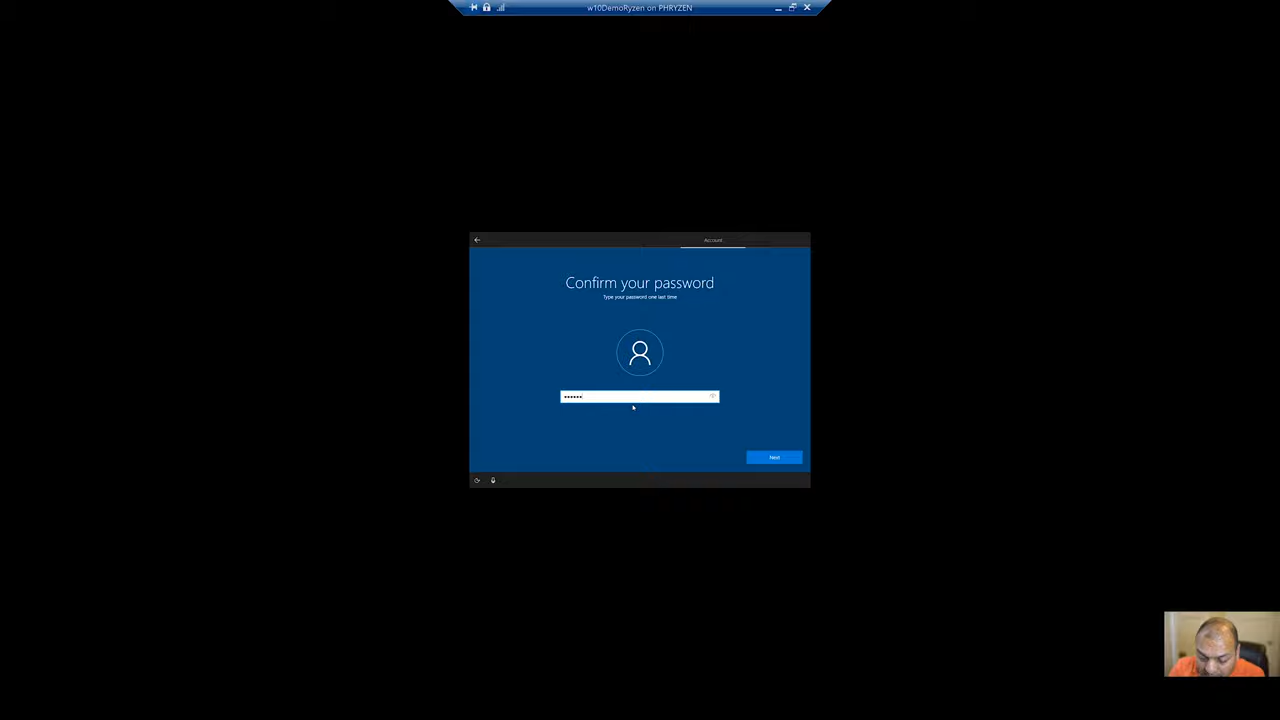 w10DemoRyzen on PHRYZEN
Account
Confirm your password
Type your password one last time
••••••
Next